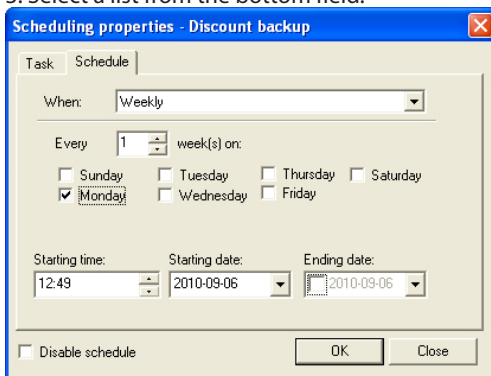 5. Select a list from the bottom field.
Scheduling properties - Discount backup
Task Schedule
When: Weekly
Every 1 week(s) on:
Sunday Tuesday Thursday Saturday
Monday Wednesday Friday
Starting time: Starting date: Ending date:
12:49 2010-09-06 2010-09-06
Disable schedule OK Close